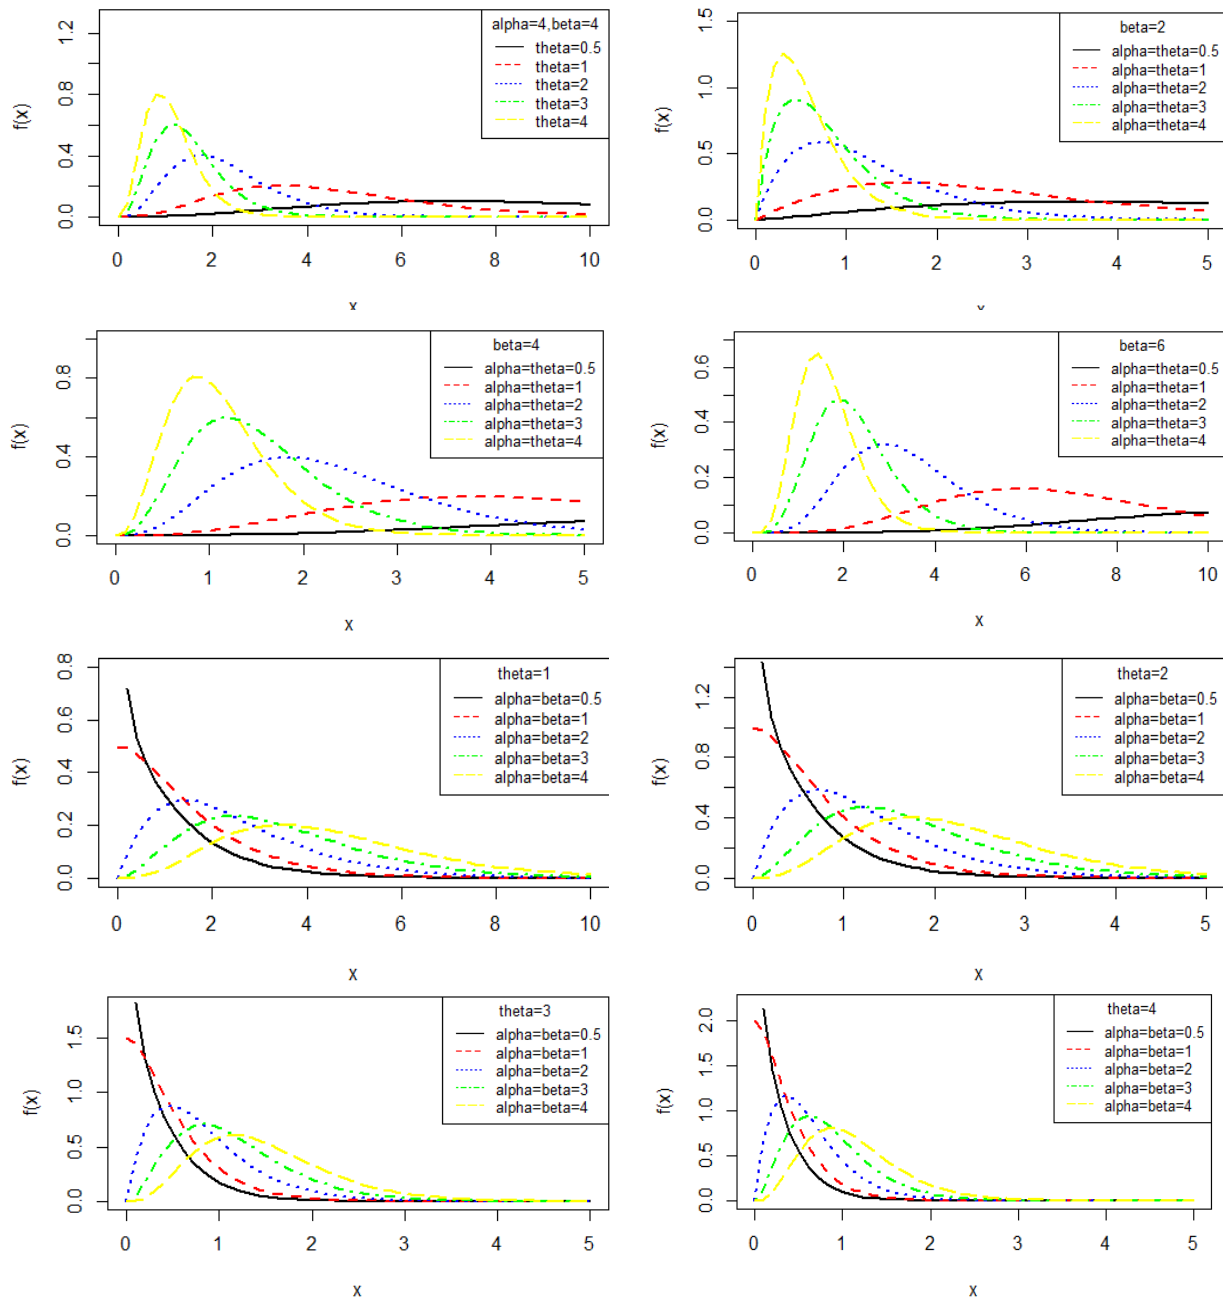 alpha=4,beta=4
theta=0.5
theta=1
theta=2
theta=3
theta=4
f(x)
0.0 0.4 0.8 1.2
0 2 4 6 8 10
x
beta=2
alpha=theta=0.5
alpha=theta=1
alpha=theta=2
alpha=theta=3
alpha=theta=4
f(x)
0.0 0.5 1.0 1.5
0 1 2 3 4 5
x
beta=4
alpha=theta=0.5
alpha=theta=1
alpha=theta=2
alpha=theta=3
alpha=theta=4
f(x)
0.0 0.4 0.8
0 1 2 3 4 5
x
beta=6
alpha=theta=0.5
alpha=theta=1
alpha=theta=2
alpha=theta=3
alpha=theta=4
f(x)
0.0 0.2 0.4 0.6
0 2 4 6 8 10
x
theta=1
alpha=beta=0.5
alpha=beta=1
alpha=beta=2
alpha=beta=3
alpha=beta=4
f(x)
0.0 0.2 0.4 0.6 0.8
0 2 4 6 8 10
x
theta=2
alpha=beta=0.5
alpha=beta=1
alpha=beta=2
alpha=beta=3
alpha=beta=4
f(x)
0.0 0.4 0.8 1.2
0 1 2 3 4 5
x
theta=3
alpha=beta=0.5
alpha=beta=1
alpha=beta=2
alpha=beta=3
alpha=beta=4
f(x)
0.0 0.5 1.0 1.5
0 1 2 3 4 5
x
theta=4
alpha=beta=0.5
alpha=beta=1
alpha=beta=2
alpha=beta=3
alpha=beta=4
f(x)
0.0 0.5 1.0 1.5 2.0
0 1 2 3 4 5
x